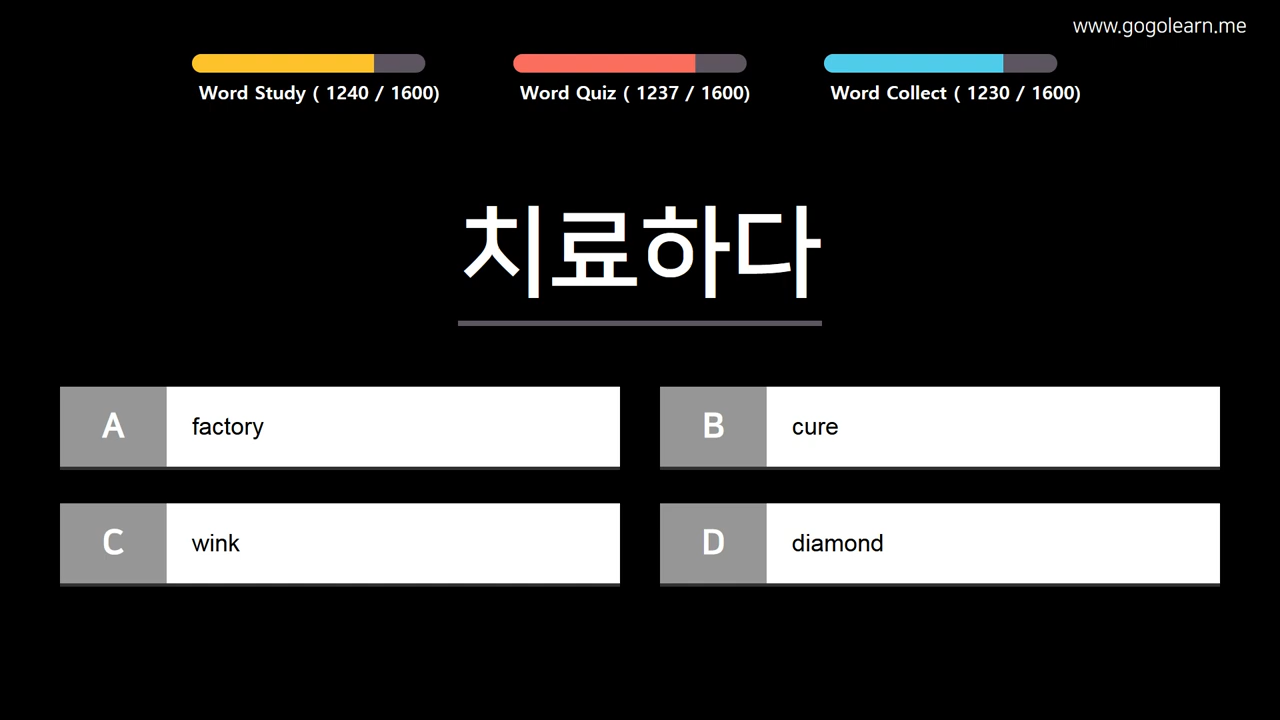 www.gogolearn.me
Word Study ( 1240 / 1600)
Word Quiz ( 1237 / 1600)
Word Collect ( 1230 / 1600)
치료하다
A factory
B cure
C wink
D diamond